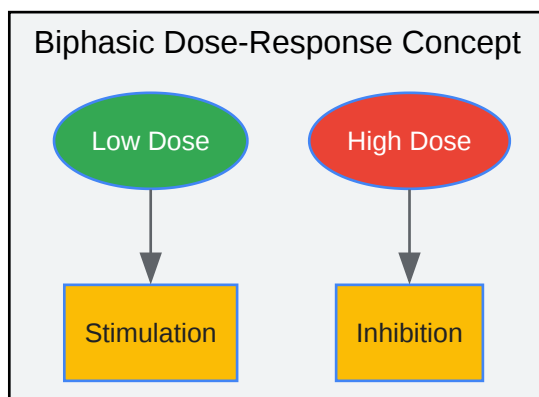 Biphasic Dose-Response Concept
Low Dose
High Dose
Stimulation
Inhibition